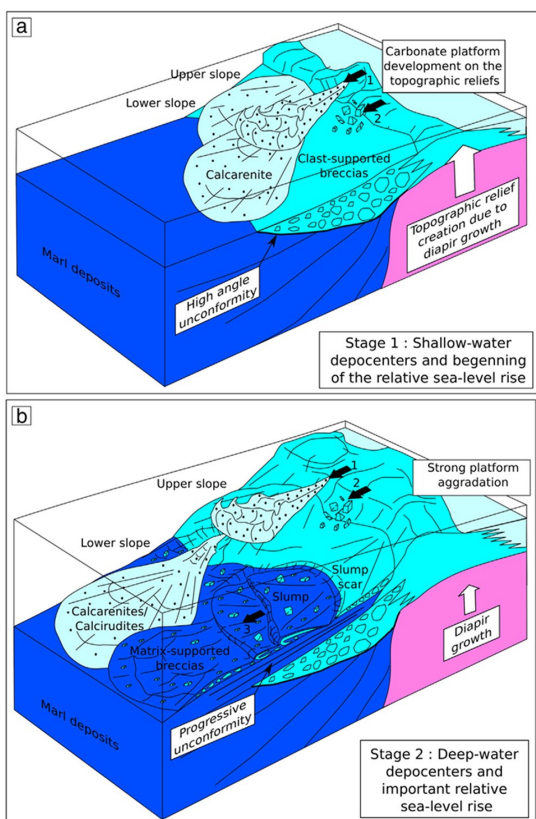 a
Carbonate platform
development on the
topographic reliefs
Upper slope
1
Lower slope
2
Clast-supported
breccias
Calcarenite
Topographic relief
creation due to
diapir growth
Marl deposits
High angle
unconformity
Stage 1 : Shallow-water
depocenters and begenning
of the relative sea-level rise
b
1
Strong platform
aggradation
2
Upper slope
Lower slope
Slump
scar
Slump
Calcarenites/
Calcirudites
3
Matrix-supported
breccias
Diapir
growth
Progressive
unconformity
Marl deposits
Stage 2 : Deep-water
depocenters and
important relative
sea-level rise